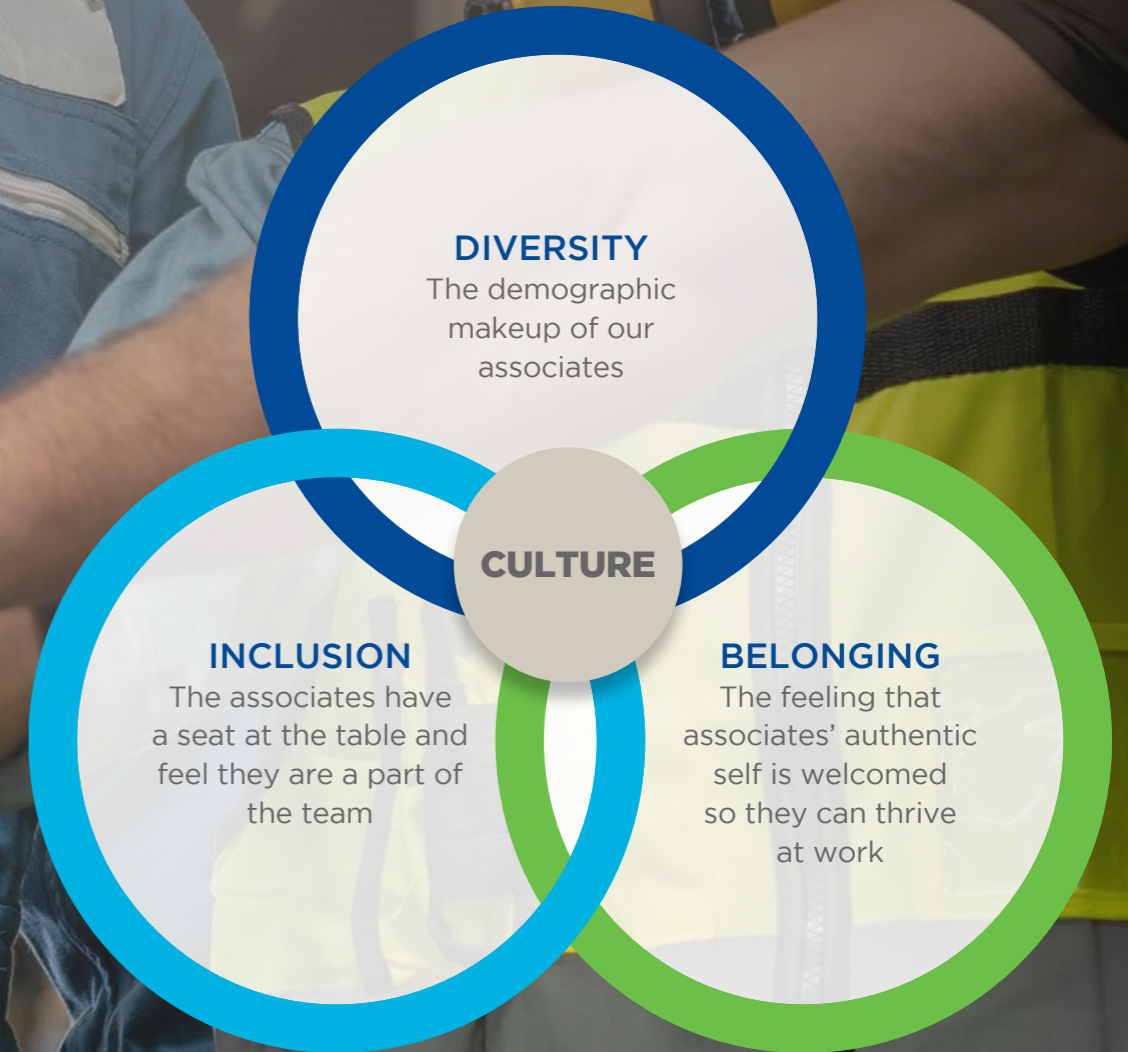 DIVERSITY
The demographic
makeup of our
associates
CULTURE
INCLUSION
The associates have
a seat at the table and
feel they are a part of
the team
BELONGING
The feeling that
associates’ authentic
self is welcomed
so they can thrive
at work